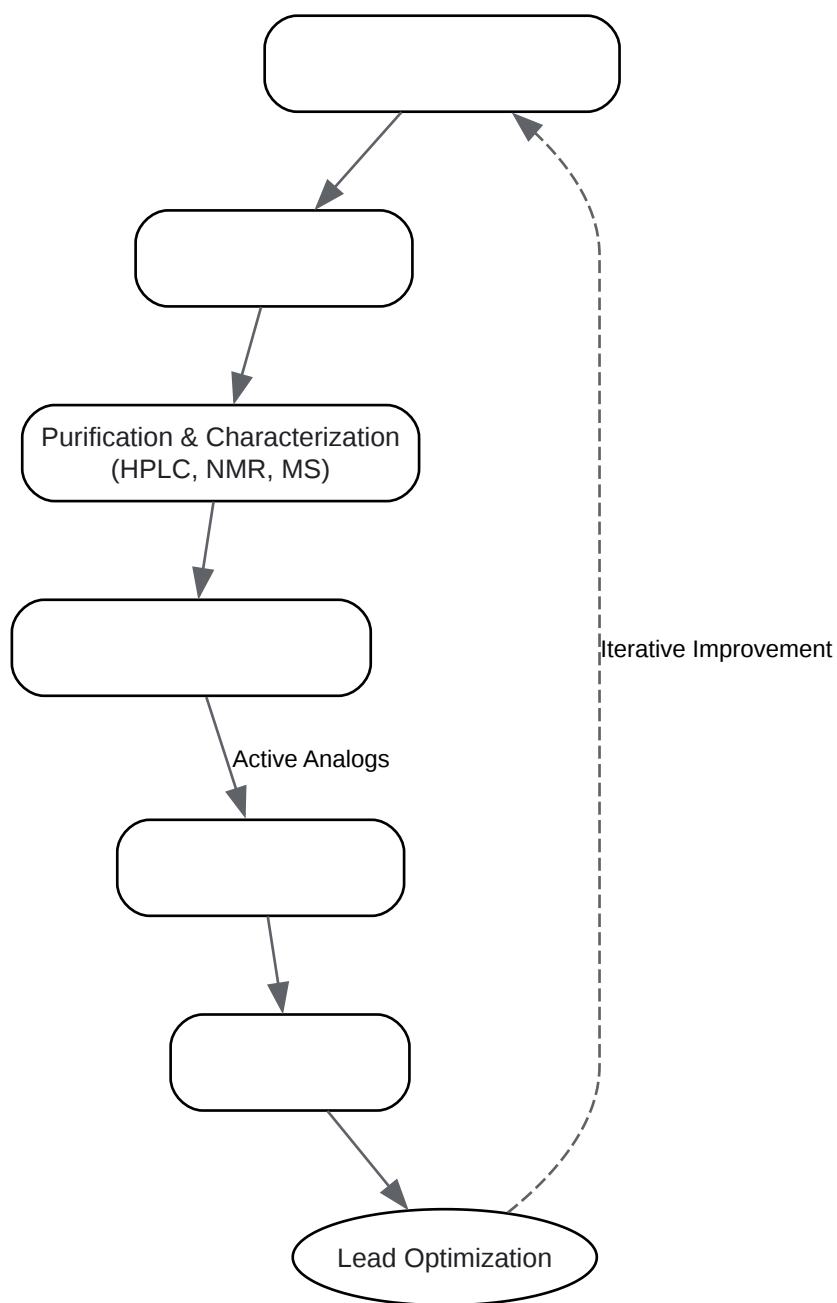 Purification & Characterization
(HPLC, NMR, MS)
Iterative Improvement
Active Analogs
Lead Optimization